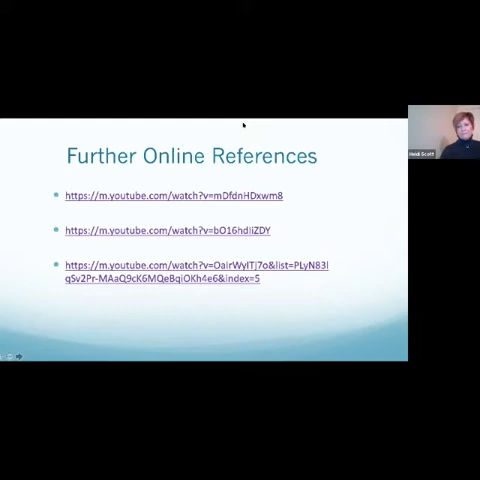 Further Online References
https://m.youtube.com/watch?v=mDfdnHDxwm8
https://m.youtube.com/watch?v=bO16hdIiZDY
https://m.youtube.com/watch?v=OaIrWyITj7o&list=PLyN83l
qSv2Pr-MAaQ9cK6MQeBqiOKh4e6&index=5
Heidi Scott